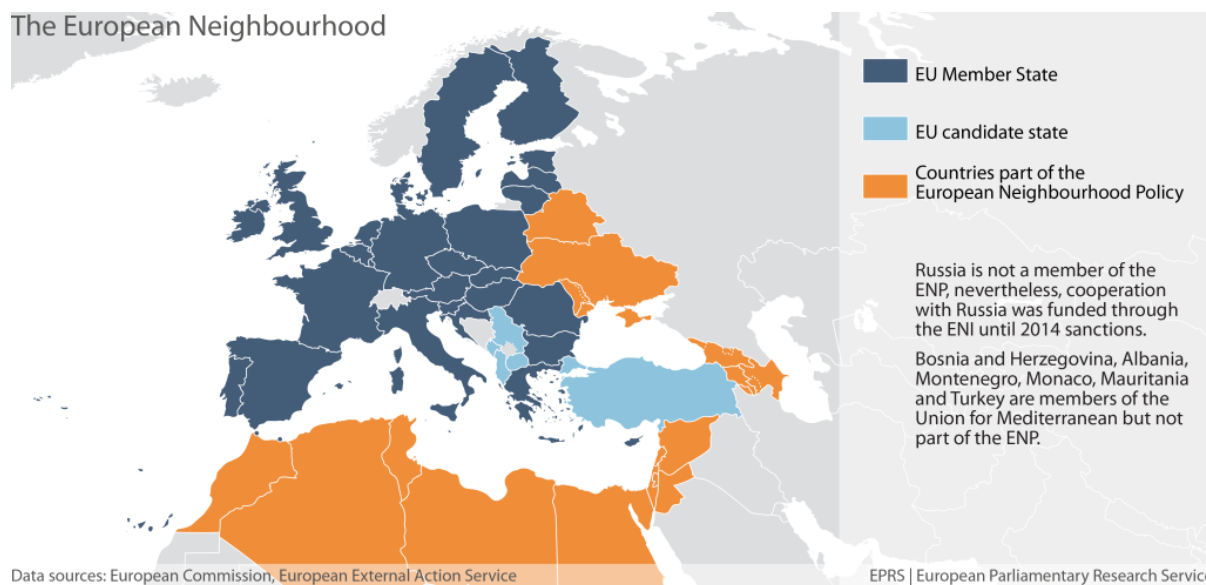 The European Neighbourhood
EU Member State
EU candidate state
Countries part of the
European Neighbourhood Policy
Russia is not a member of the
ENP, nevertheless, cooperation
with Russia was funded through
the ENI until 2014 sanctions.
Bosnia and Herzegovina, Albania,
Montenegro, Monaco, Mauritania
and Turkey are members of the
Union for Mediterranean but not
part of the ENP.
Data sources: European Commission, European External Action Service
EPRS | European Parliamentary Research Servic